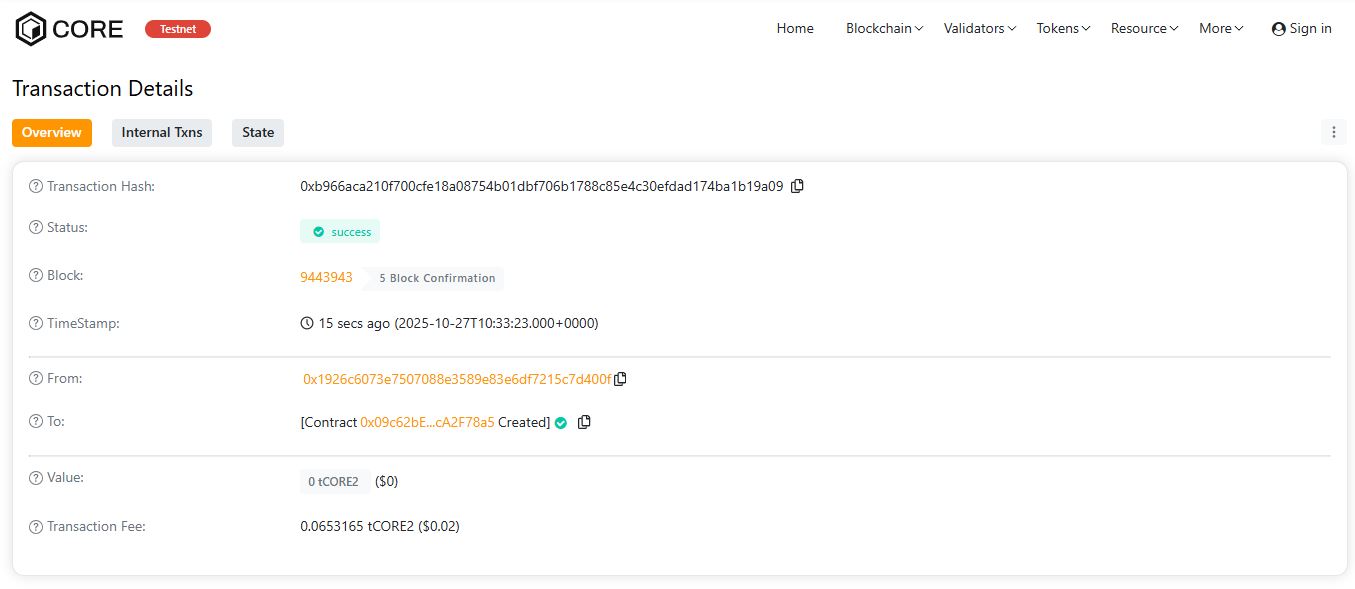 CORE Testnet Home Blockchain Validators Tokens Resource More Sign in
Transaction Details
Overview Internal Txns State
Transaction Hash: 0xb966aca210f700cfe18a08754b01dbf706b1788c85e4c30efdad174ba1b19a09
Status: success
Block: 9443943 5 Block Confirmation
TimeStamp: 15 secs ago (2025-10-27T10:33:23.000+0000)
From: 0x1926c6073e7507088e3589e83e6df7215c7d400f
To: [Contract 0x09c62bE...cA2F78a5 Created]
Value: 0 tCORE2 ($0)
Transaction Fee: 0.0653165 tCORE2 ($0.02)